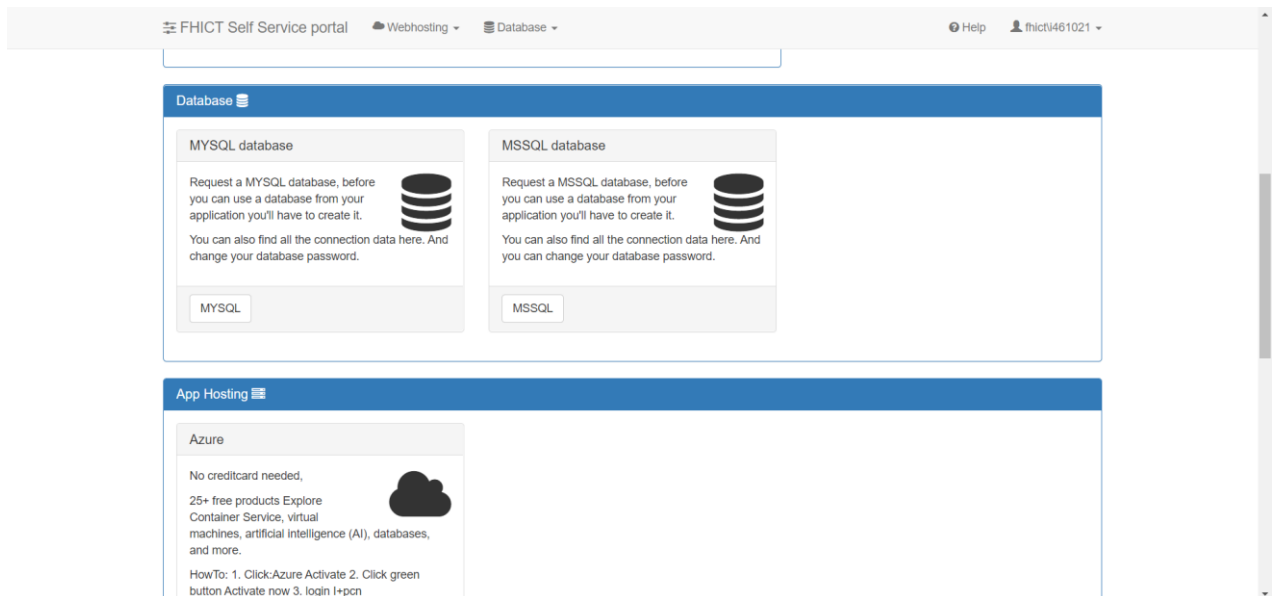 FHICT Self Service portal Webhosting Database Help fhict\i461021
Database
MYSQL database
Request a MYSQL database, before
you can use a database from your
application you'll have to create it.
You can also find all the connection data here. And
change your database password.
MYSQL
MSSQL database
Request a MSSQL database, before
you can use a database from your
application you'll have to create it.
You can also find all the connection data here. And
you can change your database password.
MSSQL
App Hosting
Azure
No creditcard needed,
25+ free products Explore
Container Service, virtual
machines, artificial intelligence (AI), databases,
and more.
HowTo: 1. Click:Azure Activate 2. Click green
button Activate now 3. login I+pcn